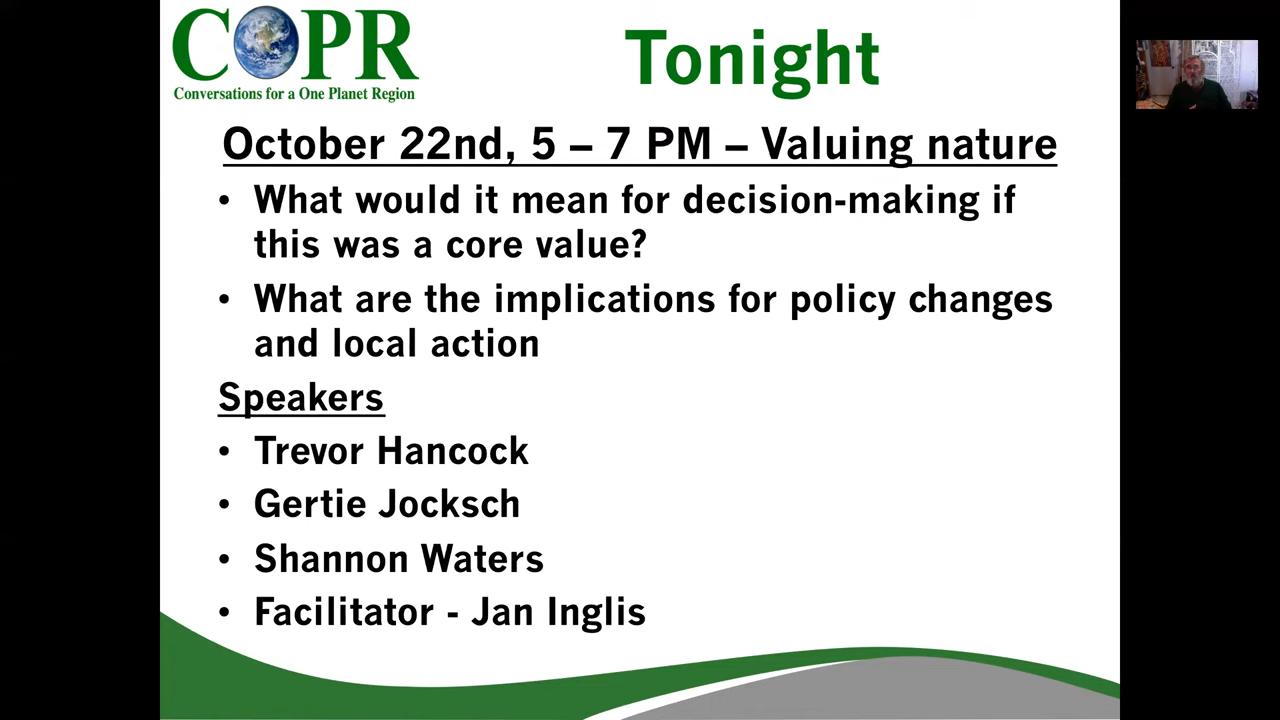 COPR
Conversations for a One Planet Region
Tonight
October 22nd, 5 – 7 PM – Valuing nature
• What would it mean for decision-making if
this was a core value?
• What are the implications for policy changes
and local action
Speakers
• Trevor Hancock
• Gertie Jocksch
• Shannon Waters
• Facilitator - Jan Inglis